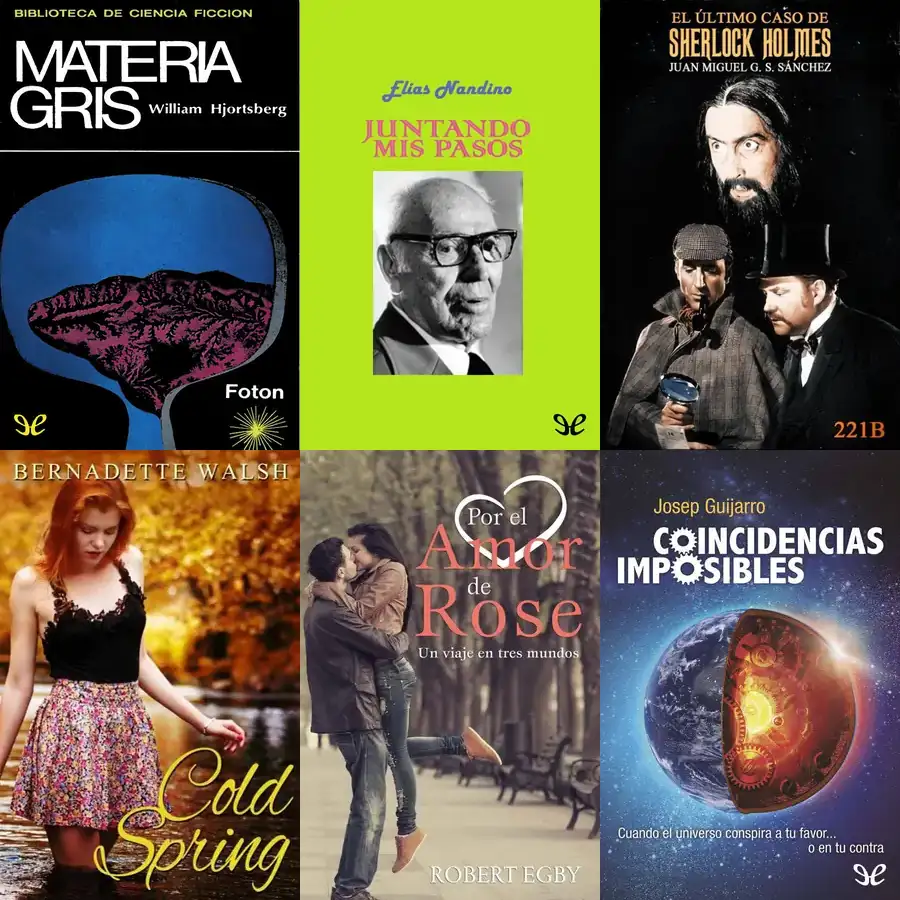 BIBLIOTECA DE CIENCIA FICCION
MATERIA
GRIS
William Hjortsberg
Foton
Elías Nandino
JUNTANDO
MIS PASOS
EL ÚLTIMO CASO DE
SHERLOCK HOLMES
JUAN MIGUEL G. S. SÁNCHEZ
221B
BERNADETTE WALSH
Cold
Spring
Por el
Amor
de
Rose
Un viaje en tres mundos
ROBERT EGBY
Josep Guijarro
COINCIDENCIAS
IMPOSIBLES
Cuando el universo conspira a tu favor...
o en tu contra